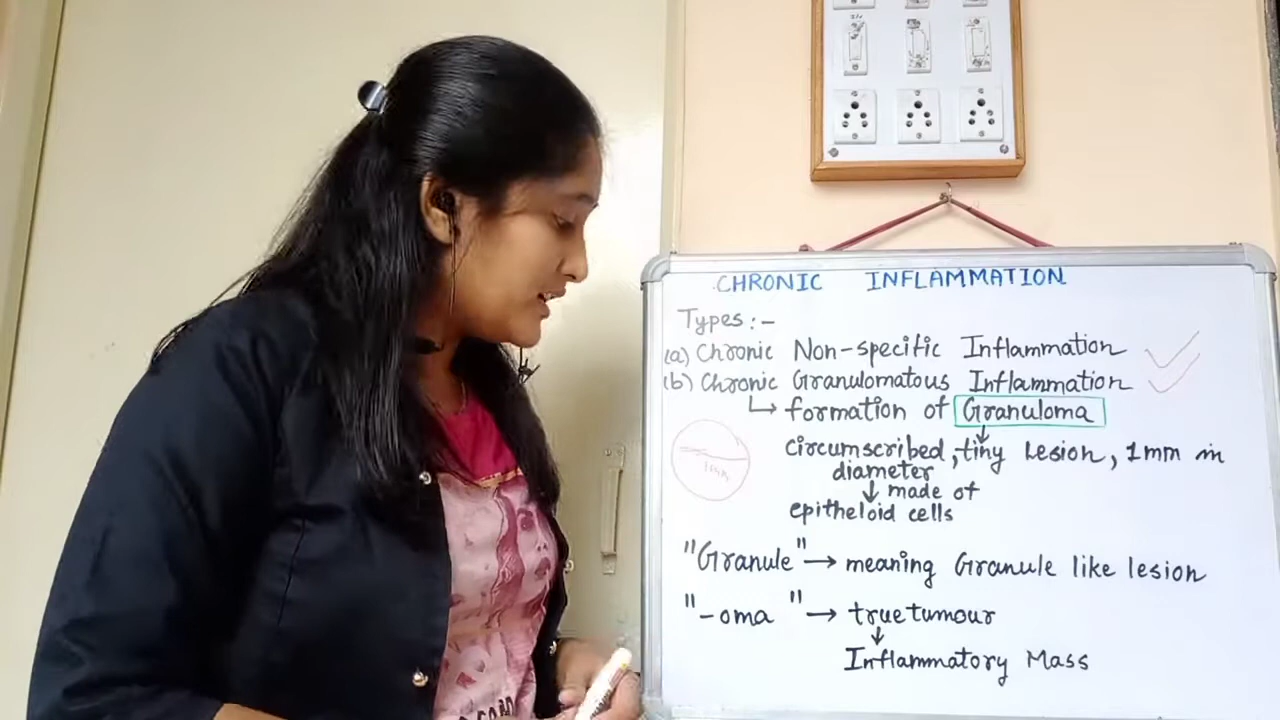 CHRONIC INFLAMMATION
Types :-
(a) Chronic Non-specific Inflammation
(b) Chronic Granulomatous Inflammation
↳ formation of Granuloma
↓
circumscribed, tiny lesion, 1mm in
diameter
↓ made of
epitheloid cells
"Granule" → meaning Granule like lesion
"-oma" → true tumour
↓
Inflammatory Mass